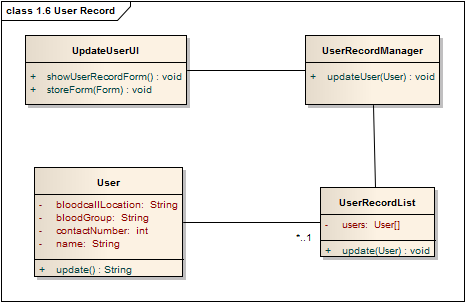 class 1.6 User Record
UpdateUserUI
+ showUserRecordForm() : void
+ storeForm(Form) : void
UserRecordManager
+ updateUser(User) : void
User
- bloodcallLocation: String
- bloodGroup: String
- contactNumber: int
- name: String
+ update() : String
*..1
UserRecordList
- users: User[]
+ update(User) : void